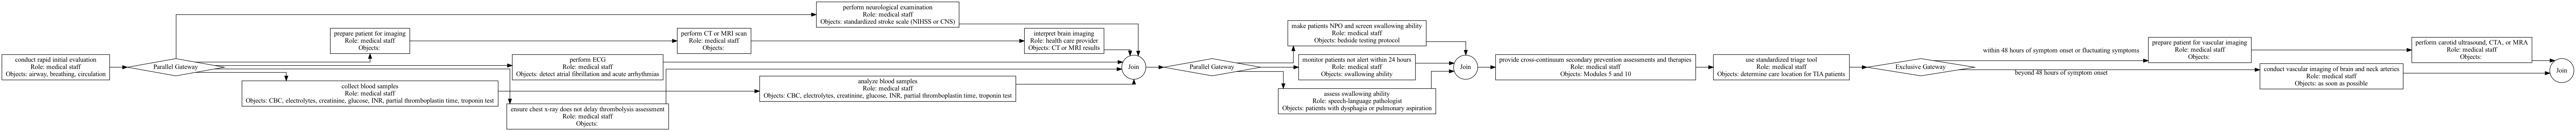 conduct rapid initial evaluation
Role: medical staff
Objects: airway, breathing, circulation
Parallel Gateway
perform neurological examination
Role: medical staff
Objects: standardized stroke scale (NIHSS or CNS)
prepare patient for imaging
Role: medical staff
Objects:
perform CT or MRI scan
Role: medical staff
Objects:
interpret brain imaging
Role: health care provider
Objects: CT or MRI results
perform ECG
Role: medical staff
Objects: detect atrial fibrillation and acute arrhythmias
collect blood samples
Role: medical staff
Objects: CBC, electrolytes, creatinine, glucose, INR, partial thromboplastin time, troponin test
analyze blood samples
Role: medical staff
Objects: CBC, electrolytes, creatinine, glucose, INR, partial thromboplastin time, troponin test
ensure chest x-ray does not delay thrombolysis assessment
Role: medical staff
Objects:
Join
Parallel Gateway
make patients NPO and screen swallowing ability
Role: medical staff
Objects: bedside testing protocol
monitor patients not alert within 24 hours
Role: medical staff
Objects: swallowing ability
assess swallowing ability
Role: speech-language pathologist
Objects: patients with dysphagia or pulmonary aspiration
Join
provide cross-continuum secondary prevention assessments and therapies
Role: medical staff
Objects: Modules 5 and 10
use standardized triage tool
Role: medical staff
Objects: determine care location for TIA patients
Exclusive Gateway
within 48 hours of symptom onset or fluctuating symptoms
beyond 48 hours of symptom onset
prepare patient for vascular imaging
Role: medical staff
Objects:
perform carotid ultrasound, CTA, or MRA
Role: medical staff
Objects:
conduct vascular imaging of brain and neck arteries
Role: medical staff
Objects: as soon as possible
Join